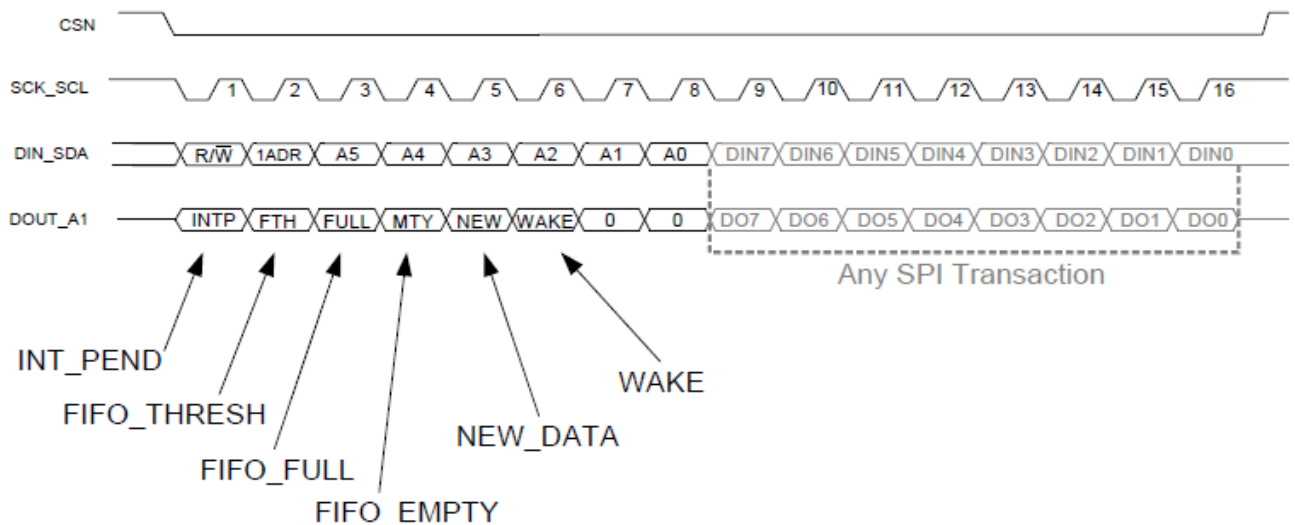 CSN
SCK_SCL 1 2 3 4 5 6 7 8 9 10 11 12 13 14 15 16
DIN_SDA R/W̅ 1ADR A5 A4 A3 A2 A1 A0 DIN7 DIN6 DIN5 DIN4 DIN3 DIN2 DIN1 DIN0
DOUT_A1 INTP FTH FULL MTY NEW WAKE 0 0 DO7 DO6 DO5 DO4 DO3 DO2 DO1 DO0
Any SPI Transaction
INT_PEND
WAKE
FIFO_THRESH
NEW_DATA
FIFO_FULL
FIFO_EMPTY